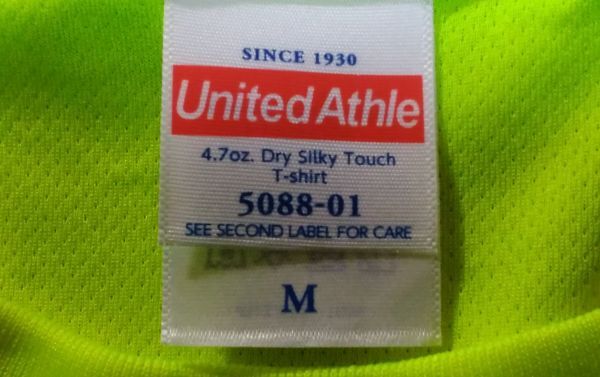 SINCE 1930
United Athle
4.7oz. Dry Silky Touch
T-shirt
5088-01
SEE SECOND LABEL FOR CARE
M